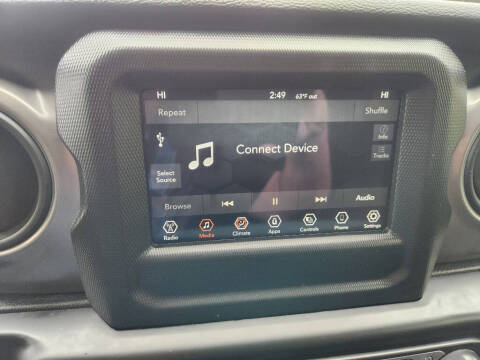 HI 2:49 63°F out HI
Repeat Shuffle
Info
Connect Device
Tracks
Select
Source
Browse Audio
Radio Media Climate Apps Controls Phone Settings